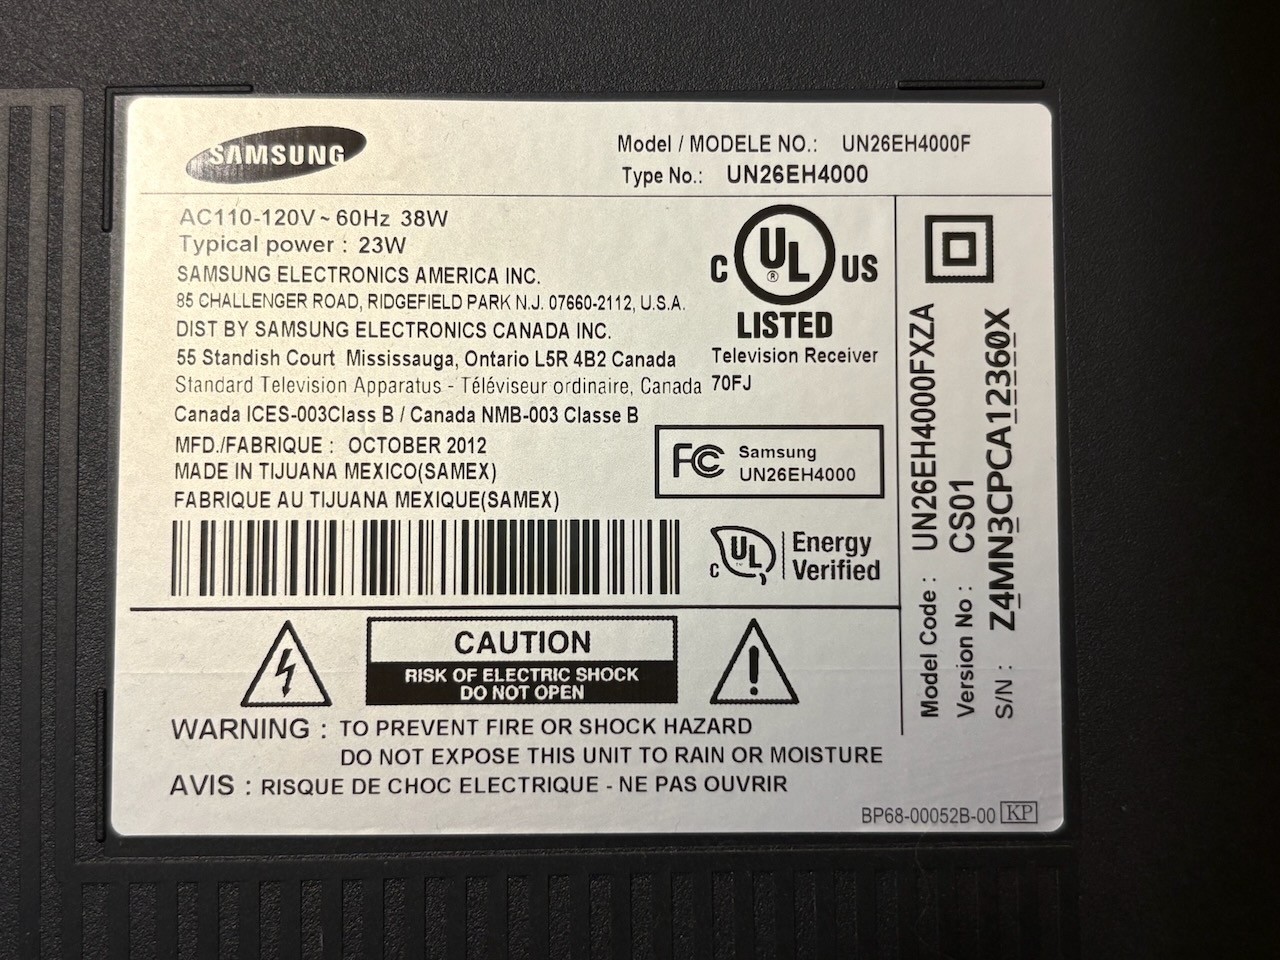 SAMSUNG
Model / MODELE NO.: UN26EH4000F
Type No.: UN26EH4000
AC110-120V ~ 60Hz 38W
Typical power : 23W
SAMSUNG ELECTRONICS AMERICA INC.
85 CHALLENGER ROAD, RIDGEFIELD PARK N.J. 07660-2112, U.S.A.
DIST BY SAMSUNG ELECTRONICS CANADA INC.
55 Standish Court Mississauga, Ontario L5R 4B2 Canada
Standard Television Apparatus - Téléviseur ordinaire, Canada
Canada ICES-003Class B / Canada NMB-003 Classe B
MFD./FABRIQUE : OCTOBER 2012
MADE IN TIJUANA MEXICO(SAMEX)
FABRIQUE AU TIJUANA MEXIQUE(SAMEX)
C UL ® US
LISTED
Television Receiver
70FJ
FC Samsung
UN26EH4000
C UL Energy
Verified
Model Code : UN26EH4000FXZA
Version No : CS01
S/N : Z4MN3CPCA12360X
CAUTION
RISK OF ELECTRIC SHOCK
DO NOT OPEN
WARNING : TO PREVENT FIRE OR SHOCK HAZARD
DO NOT EXPOSE THIS UNIT TO RAIN OR MOISTURE
AVIS : RISQUE DE CHOC ELECTRIQUE - NE PAS OUVRIR
BP68-00052B-00 KP